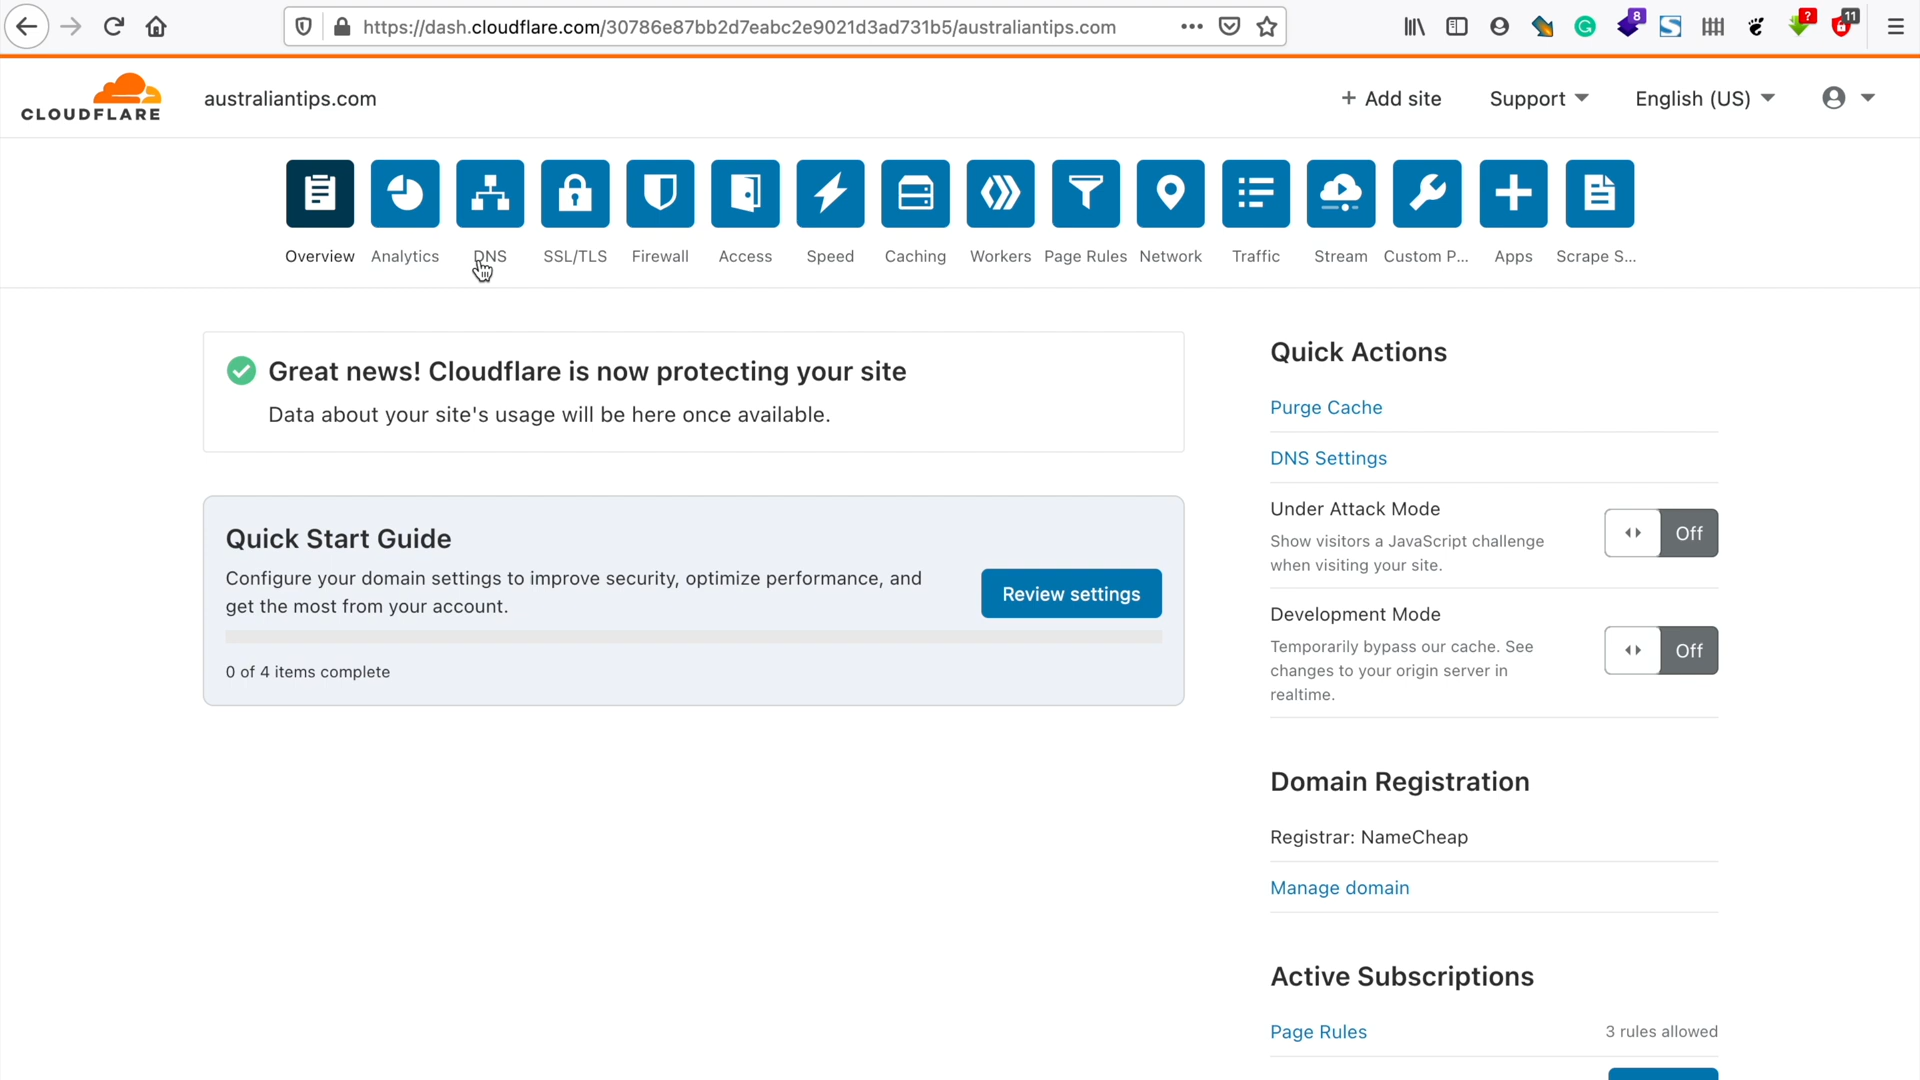 https://dash.cloudflare.com/30786e87bb2d7eabc2e9021d3ad731b5/australiantips.com
8
?
11
CLOUDFLARE
australiantips.com
+ Add site
Support
English (US)
Overview
Analytics
DNS
SSL/TLS
Firewall
Access
Speed
Caching
Workers
Page Rules
Network
Traffic
Stream
Custom P...
Apps
Scrape S...
Great news! Cloudflare is now protecting your site
Data about your site's usage will be here once available.
Quick Start Guide
Configure your domain settings to improve security, optimize performance, and
get the most from your account.
Review settings
0 of 4 items complete
Quick Actions
Purge Cache
DNS Settings
Under Attack Mode
Show visitors a JavaScript challenge
when visiting your site.
Off
Development Mode
Temporarily bypass our cache. See
changes to your origin server in
realtime.
Off
Domain Registration
Registrar: NameCheap
Manage domain
Active Subscriptions
Page Rules
3 rules allowed